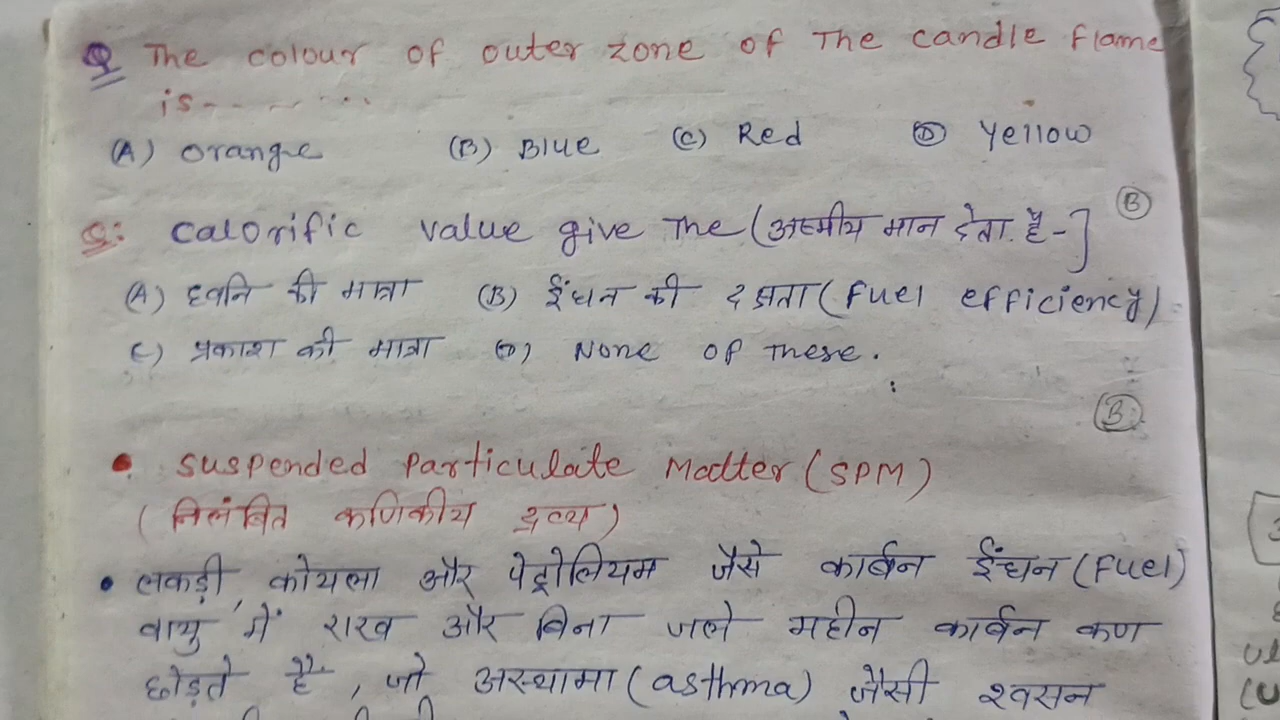 Q The colour of outer zone of The candle flame
is- - - - - - -
(A) orange (B) Blue (C) Red (D) Yellow
(B)
Q: calorific value give The (उष्मीय मान देता है-]
(A) ध्वनि की मात्रा (B) ईंधन की दक्षता (Fuel efficiency)
(C) प्रकाश की मात्रा (D) None of These.
(B)
• Suspended Particulate Matter (SPM)
(निलंबित कणिकीय द्रव्य)
• लकड़ी, कोयला और पेट्रोलियम जैसे कार्बन ईंधन (Fuel)
वायु में राख और बिना जले महीन कार्बन कण
छोड़ते हैं, जो अस्थामा (asthma) जैसी श्वसन